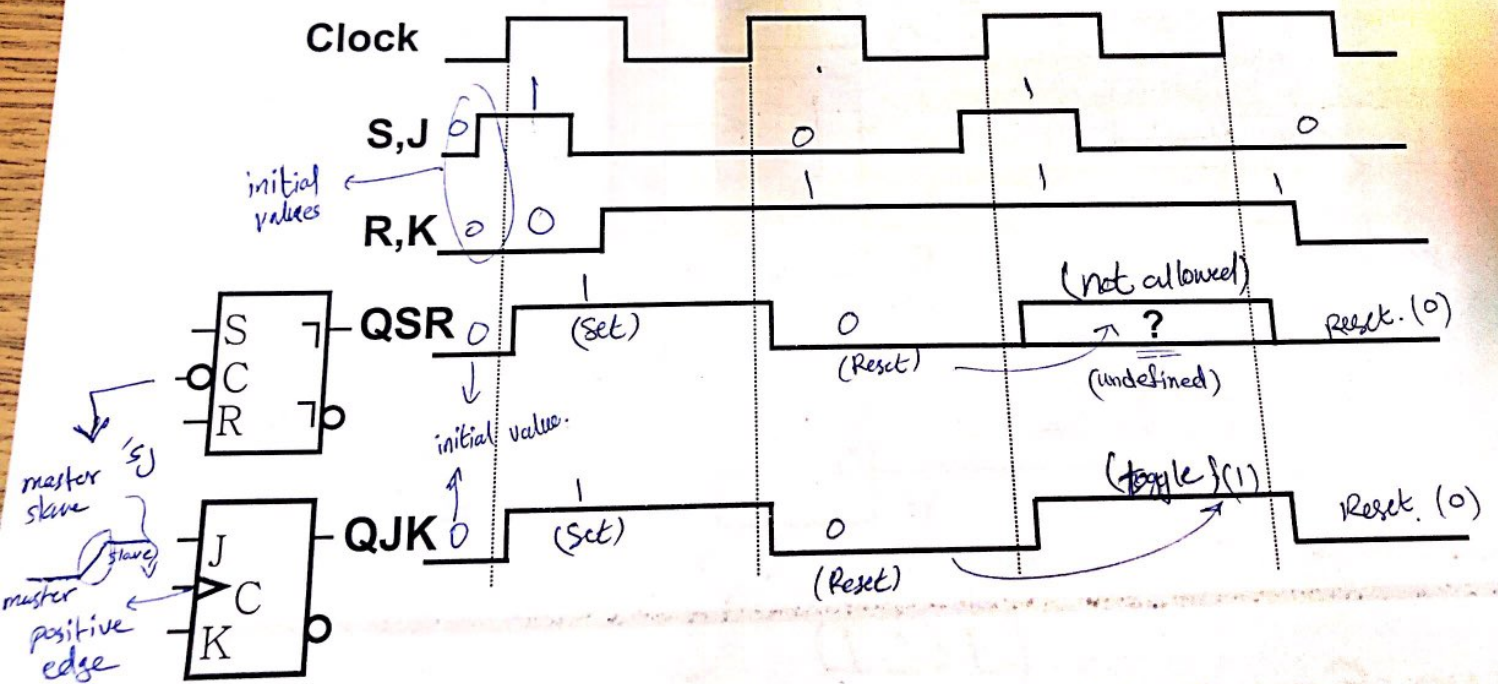 Clock
1
1
S,J 0
0
0
initial
values
1
1
1
R,K 0 0
(not allowed)
S
QSR 0
1
(Set)
0
(Reset)
?
(undefined)
Reset. (0)
C
R
initial value.
master
slave
(toggle) (1)
J
QJK 0
1
(Set)
0
(Reset)
Reset. (0)
slave
master
C
positive
edge
K